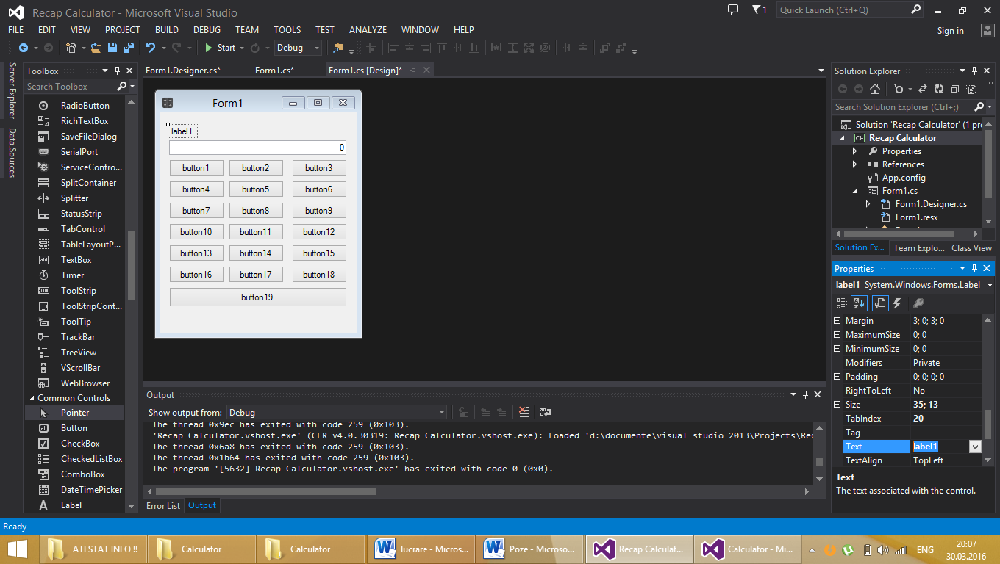 Recap Calculator - Microsoft Visual Studio
1
Quick Launch (Ctrl+Q)
FILE EDIT VIEW PROJECT BUILD DEBUG TEAM TOOLS TEST ANALYZE WINDOW HELP
Sign in
Start Debug
Server Explorer
Data Sources
Toolbox
Search Toolbox
RadioButton
RichTextBox
SaveFileDialog
SerialPort
ServiceContro...
SplitContainer
Splitter
StatusStrip
TabControl
TableLayoutP...
TextBox
Timer
ToolStrip
ToolStripCont...
ToolTip
TrackBar
TreeView
VScrollBar
WebBrowser
Common Controls
Pointer
Button
CheckBox
CheckedListBox
ComboBox
DateTimePicker
Label
Form1.Designer.cs* Form1.cs* Form1.cs [Design]*
Form1
label1
0
button1 button2 button3
button4 button5 button6
button7 button8 button9
button10 button11 button12
button13 button14 button15
button16 button17 button18
button19
Output
Show output from: Debug
The thread 0x9ec has exited with code 259 (0x103).
'Recap Calculator.vshost.exe' (CLR v4.0.30319: Recap Calculator.vshost.exe): Loaded 'd:\documente\visual studio 2013\Projects\Rec
The thread 0x6a8 has exited with code 259 (0x103).
The thread 0x1b64 has exited with code 259 (0x103).
The program '[5632] Recap Calculator.vshost.exe' has exited with code 0 (0x0).
Error List Output
Solution Explorer
Search Solution Explorer (Ctrl+;)
Solution 'Recap Calculator' (1 pro
Recap Calculator
Properties
References
App.config
Form1.cs
Form1.Designer.cs
Form1.resx
Solution Ex... Team Explo... Class View
Properties
label1 System.Windows.Forms.Label
Margin 3; 0; 3; 0
MaximumSize 0; 0
MinimumSize 0; 0
Modifiers Private
Padding 0; 0; 0; 0
RightToLeft No
Size 35; 13
TabIndex 20
Tag
Text label1
TextAlign TopLeft
Text
The text associated with the control.
Ready
ATESTAT INFO !! Calculator Calculator lucrare - Micros... Poze - Microso... Recap Calculat... Calculator - Mi...
ENG
20:07
30.03.2016